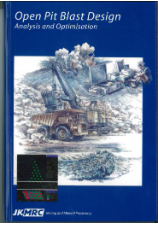 Open Pit Blast Design
Analysis and Optimisation
JKMRC